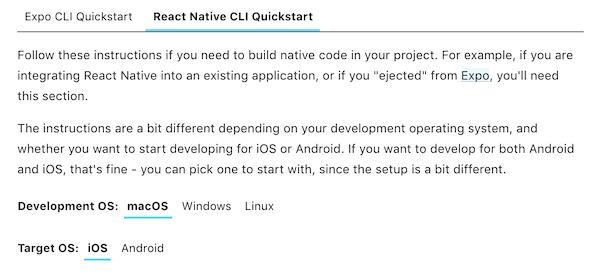 Expo CLI Quickstart React Native CLI Quickstart
Follow these instructions if you need to build native code in your project. For example, if you are
integrating React Native into an existing application, or if you "ejected" from Expo, you'll need
this section.
The instructions are a bit different depending on your development operating system, and
whether you want to start developing for iOS or Android. If you want to develop for both Android
and iOS, that's fine - you can pick one to start with, since the setup is a bit different.
Development OS: macOS Windows Linux
Target OS: iOS Android